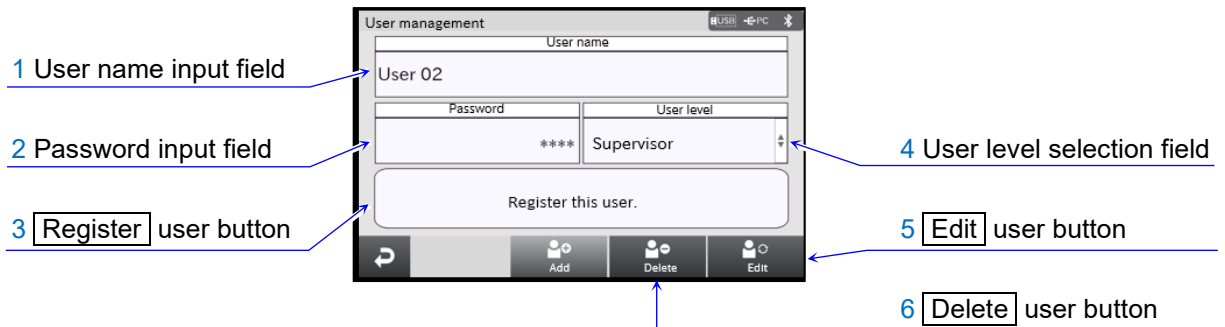 User management
USB PC
User name
1 User name input field
User 02
Password
User level
2 Password input field
****
Supervisor
4 User level selection field
Register this user.
3 Register user button
5 Edit user button
Add
Delete
Edit
6 Delete user button